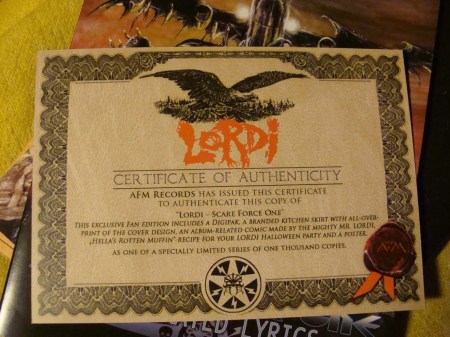 LORDI
CERTIFICATE OF AUTHENTICITY
AFM RECORDS HAS ISSUED THIS CERTIFICATE
TO AUTHENTICATE THIS COPY OF
"LORDI – SCARE FORCE ONE"
THIS EXCLUSIVE FAN EDITION INCLUDES A DIGIPAK, A BRANDED KITCHEN SKIRT WITH ALL-OVER-
PRINT OF THE COVER DESIGN, AN ALBUM-RELATED COMIC MADE BY THE MIGHTY MR. LORDI,
„HELLA'S ROTTEN MUFFIN"-RECIPE FOR YOUR LORDI HALLOWEEN PARTY AND A POSTER.
AS ONE OF A SPECIALLY LIMITED SERIES OF ONE THOUSAND COPIES.
AFM
LYRICS